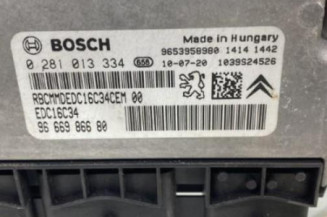 BOSCH Made in Hungary
9653958980 1414 1442
0 281 013 334 658 10-07-20 1039S24526
RBCMMDEDC16C34CEM 00
EDC16C34
96 669 866 80